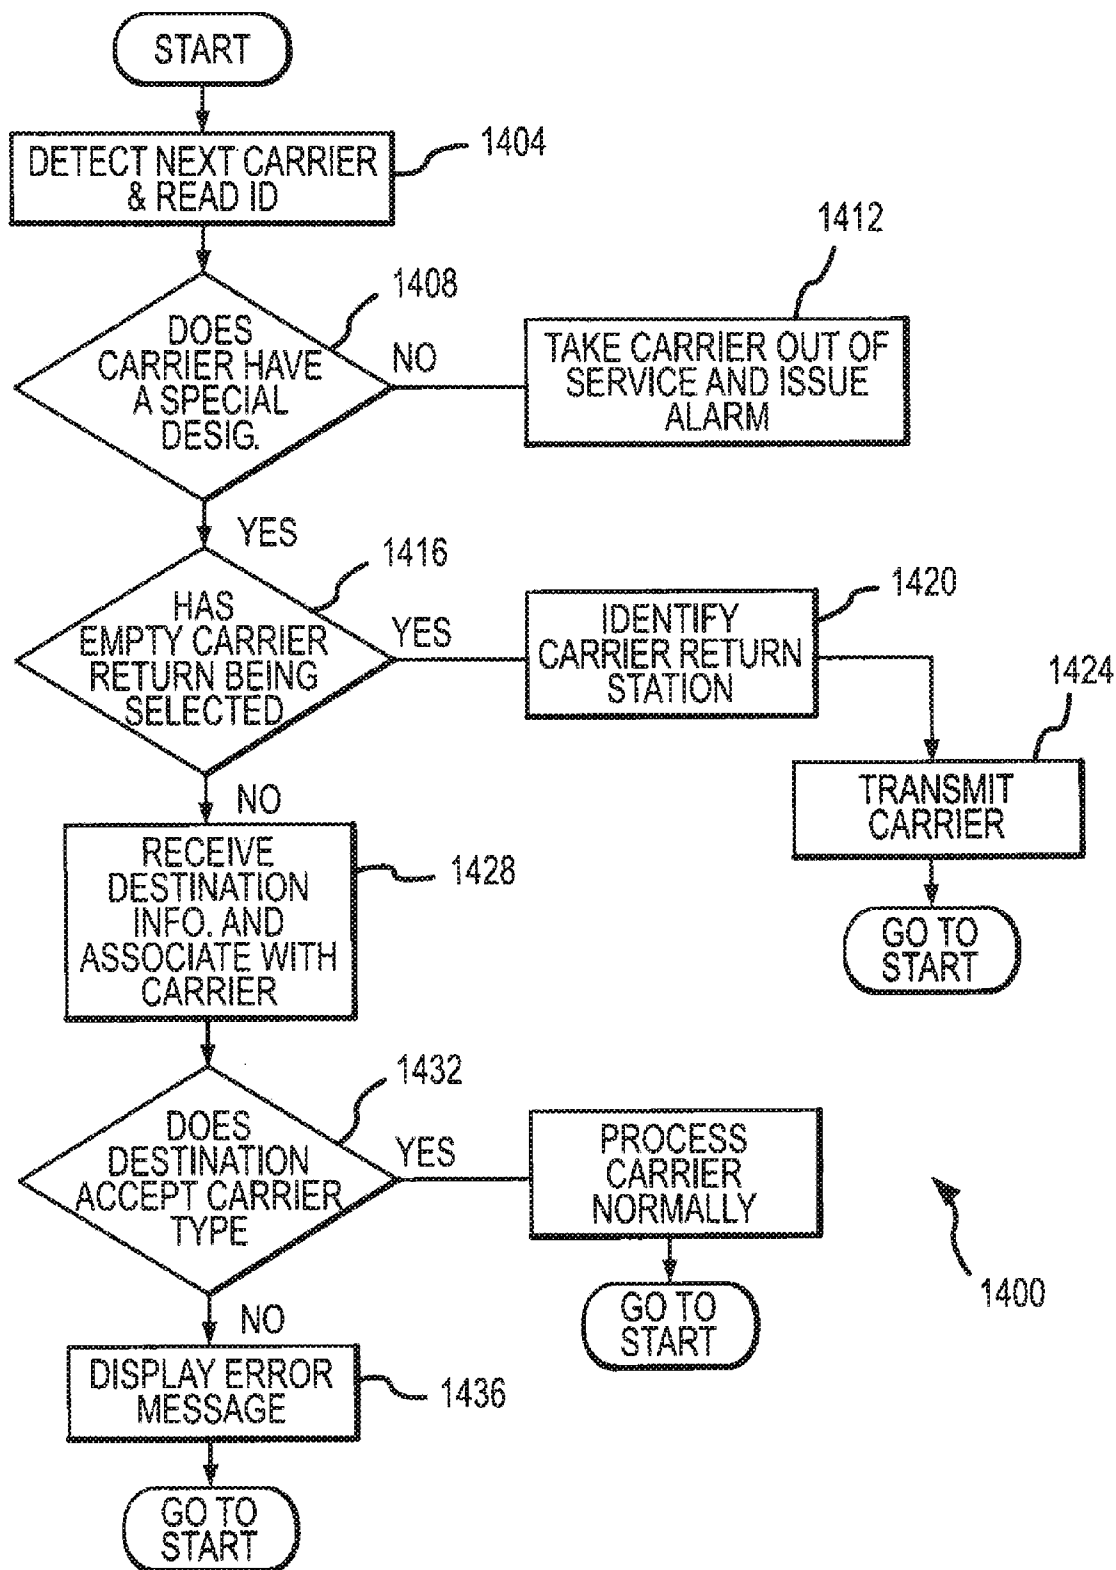 START
DETECT NEXT CARRIER
& READ ID
1404
DOES
CARRIER HAVE
A SPECIAL
DESIG.
1408
NO
TAKE CARRIER OUT OF
SERVICE AND ISSUE
ALARM
1412
YES
HAS
EMPTY CARRIER
RETURN BEING
SELECTED
1416
YES
IDENTIFY
CARRIER RETURN
STATION
1420
TRANSMIT
CARRIER
1424
GO TO
START
NO
RECEIVE
DESTINATION
INFO. AND
ASSOCIATE WITH
CARRIER
1428
DOES
DESTINATION
ACCEPT CARRIER
TYPE
1432
YES
PROCESS
CARRIER
NORMALLY
GO TO
START
1400
NO
DISPLAY ERROR
MESSAGE
1436
GO TO
START